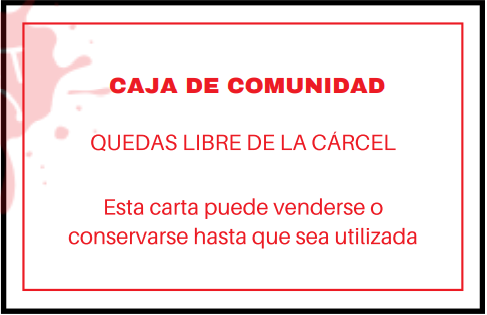 CAJA DE COMUNIDAD
QUEDAS LIBRE DE LA CÁRCEL
Esta carta puede venderse o
conservarse hasta que sea utilizada